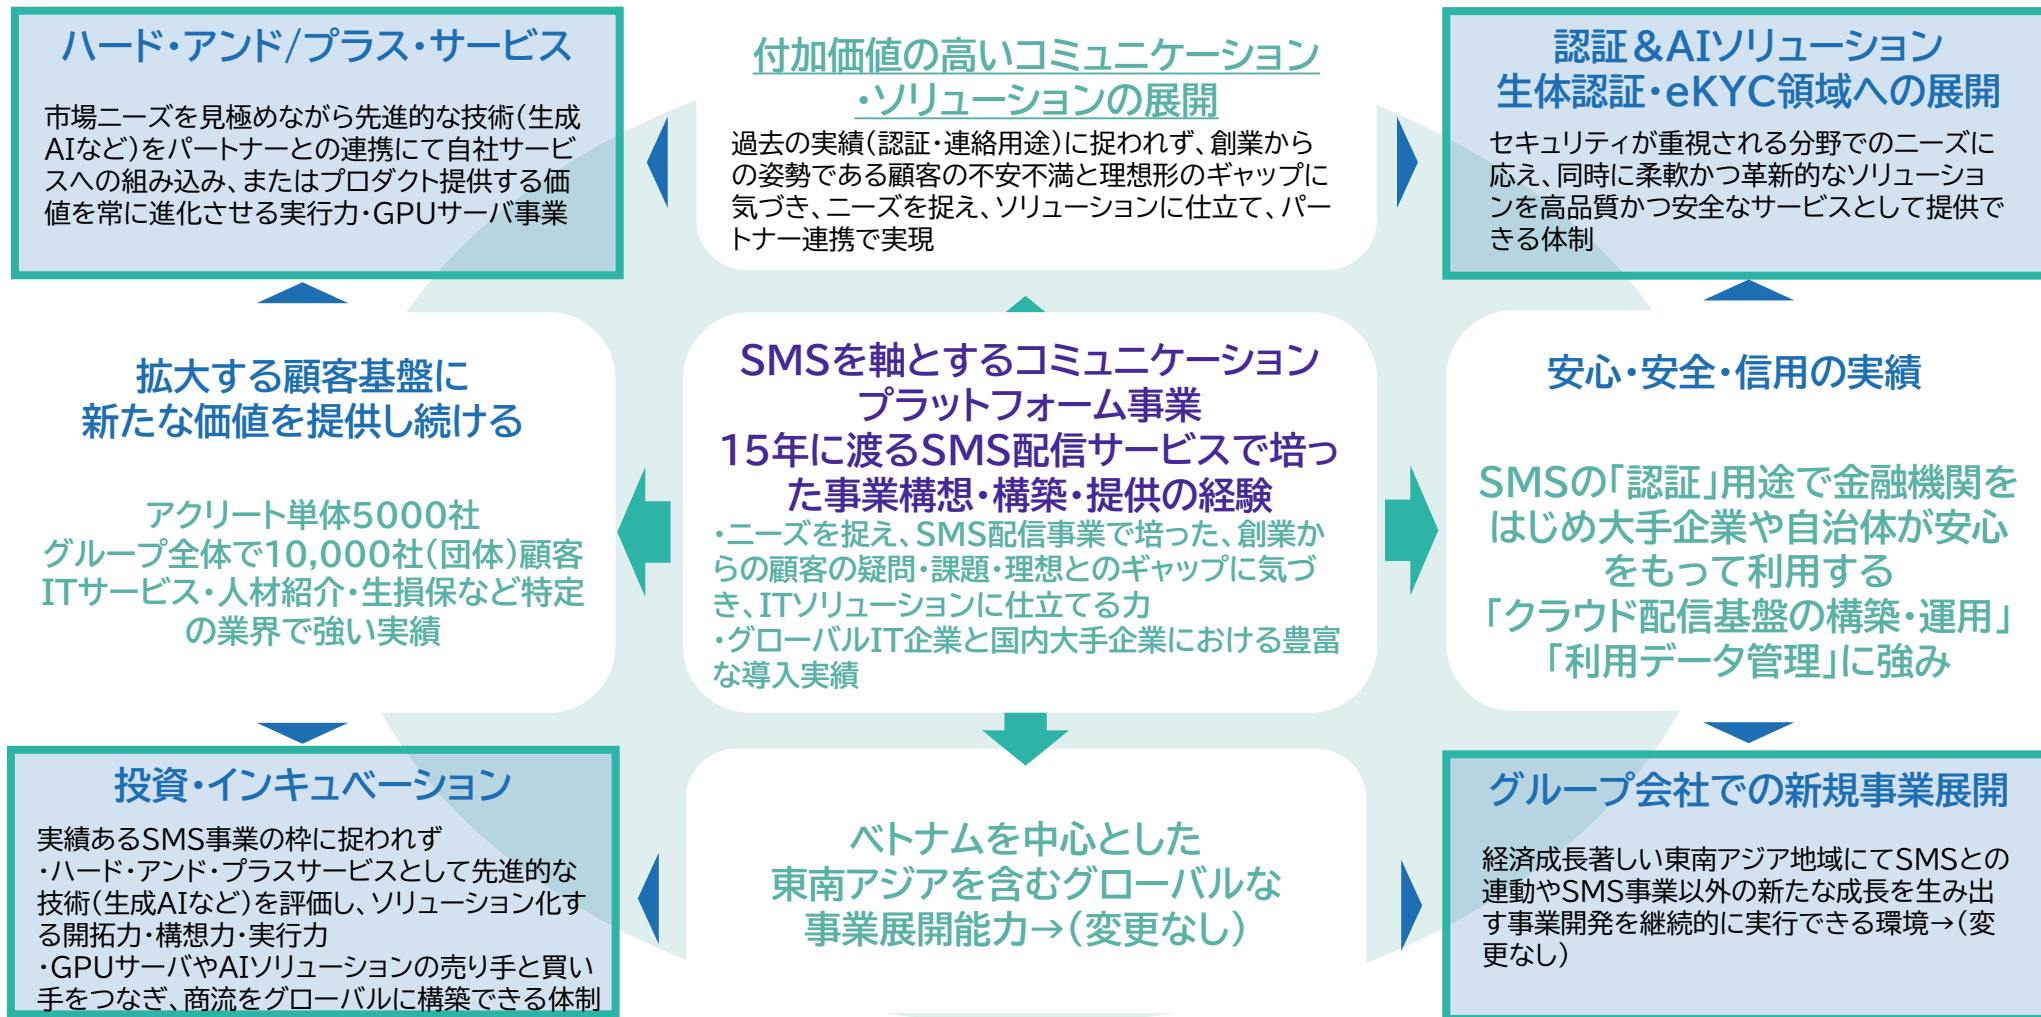 ハード・アンド/プラス・サービス
市場ニーズを見極めながら先進的な技術(生成
AIなど)をパートナーとの連携にて自社サービ
スへの組み込み、またはプロダクト提供する価
値を常に進化させる実行力・GPUサーバ事業
付加価値の高いコミュニケーション
・ソリューションの展開
過去の実績(認証・連絡用途)に捉われず、創業から
の姿勢である顧客の不安不満と理想形のギャップに
気づき、ニーズを捉え、ソリューションに仕立て、パー
トナー連携で実現
認証&AIソリューション
生体認証・eKYC領域への展開
セキュリティが重視される分野でのニーズに
応え、同時に柔軟かつ革新的なソリューショ
ンを高品質かつ安全なサービスとして提供で
きる体制
拡大する顧客基盤に
新たな価値を提供し続ける
アクリート単体5000社
グループ全体で10,000社(団体)顧客
ITサービス・人材紹介・生損保など特定
の業界で強い実績
SMSを軸とするコミュニケーション
プラットフォーム事業
15年に渡るSMS配信サービスで培っ
た事業構想・構築・提供の経験
・ニーズを捉え、SMS配信事業で培った、創業か
らの顧客の疑問・課題・理想とのギャップに気づ
き、ITソリューションに仕立てる力
・グローバルIT企業と国内大手企業における豊富
な導入実績
安心・安全・信用の実績
SMSの「認証」用途で金融機関を
はじめ大手企業や自治体が安心
をもって利用する
「クラウド配信基盤の構築・運用」
「利用データ管理」に強み
投資・インキュベーション
実績あるSMS事業の枠に捉われず
・ハード・アンド・プラスサービスとして先進的な
技術(生成AIなど)を評価し、ソリューション化す
る開拓力・構想力・実行力
・GPUサーバやAIソリューションの売り手と買い
手をつなぎ、商流をグローバルに構築できる体制
ベトナムを中心とした
東南アジアを含むグローバルな
事業展開能力→(変更なし)
グループ会社での新規事業展開
経済成長著しい東南アジア地域にてSMSとの
連動やSMS事業以外の新たな成長を生み出
す事業開発を継続的に実行できる環境→(変
更なし)